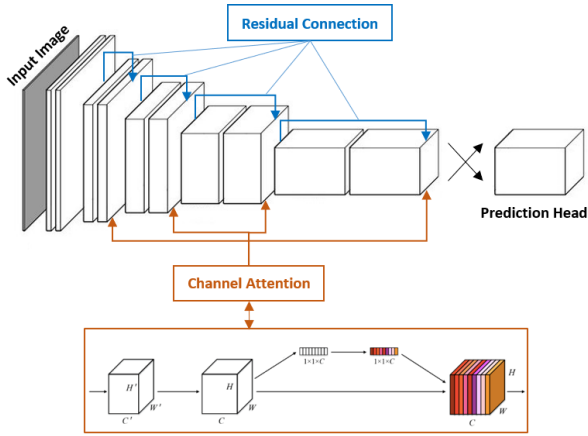 Residual Connection
Input Image
Prediction Head
Channel Attention
1×1×C
1×1×C
H'
W'
C'
H
W
C
H
W
C